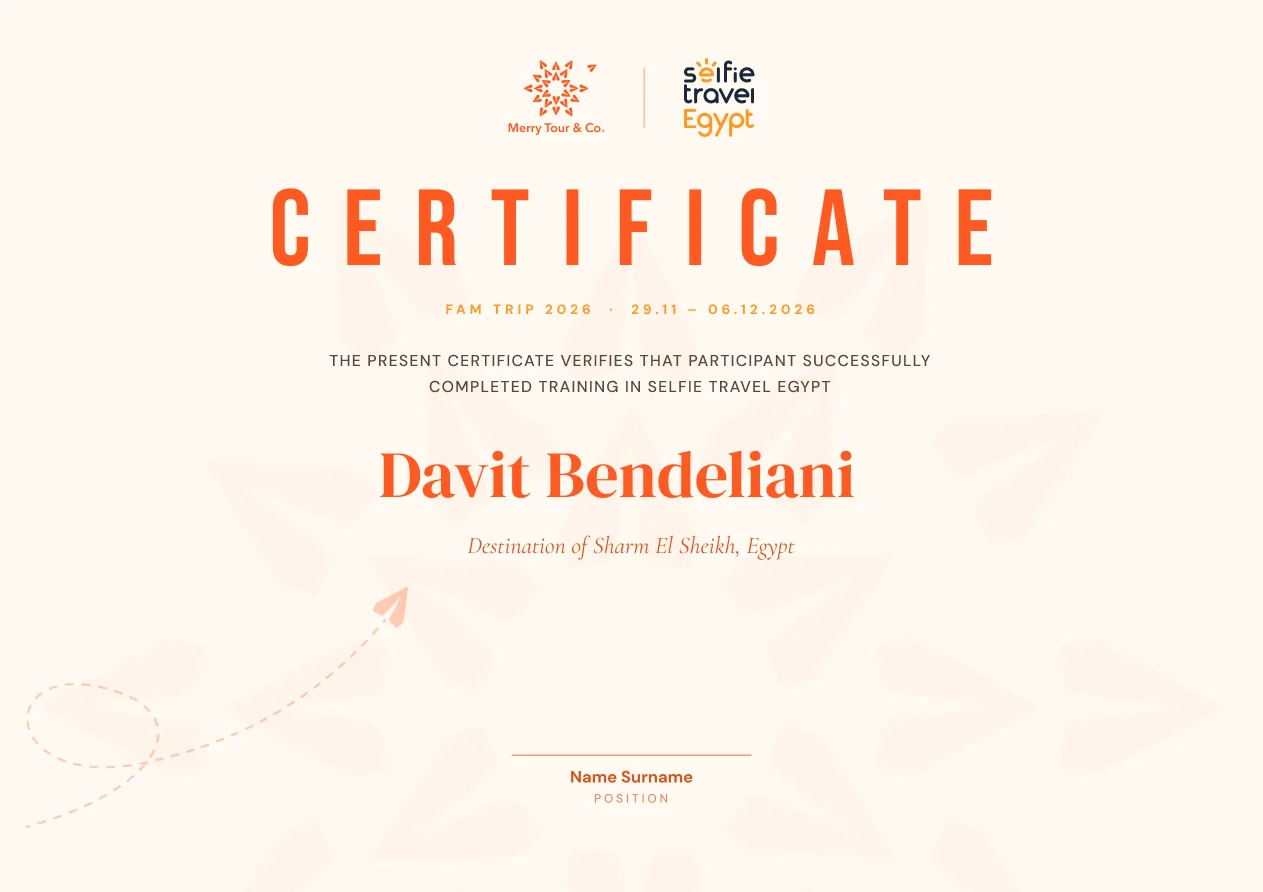 Merry Tour & Co.
selfie
travel
Egypt
CERTIFICATE
FAM TRIP 2026 · 29.11 – 06.12.2026
THE PRESENT CERTIFICATE VERIFIES THAT PARTICIPANT SUCCESSFULLY
COMPLETED TRAINING IN SELFIE TRAVEL EGYPT
Davit Bendeliani
Destination of Sharm El Sheikh, Egypt
Name Surname
POSITION